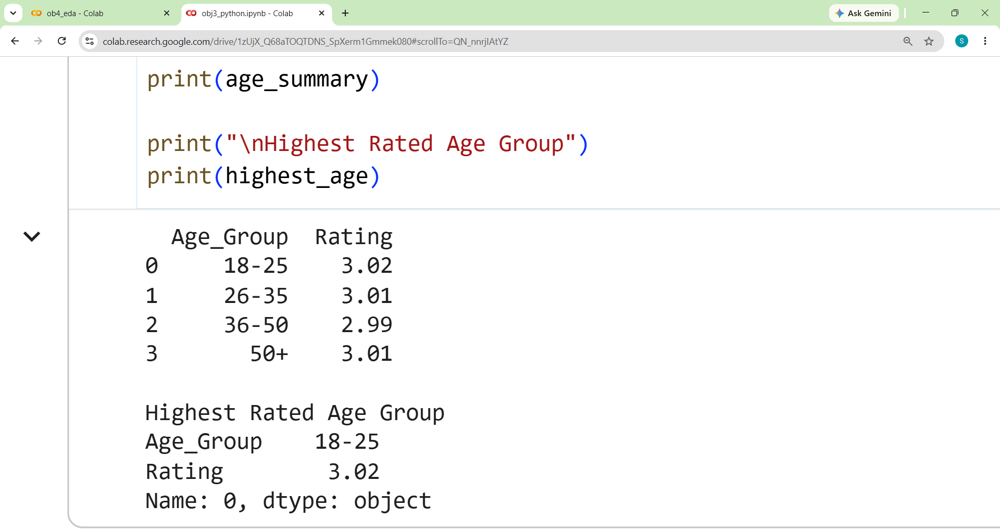 ob4_eda - Colab
obj3_python.ipynb - Colab
Ask Gemini
colab.research.google.com/drive/1zUjX_Q68aTOQTDNS_SpXerm1Gmmek080#scrollTo=QN_nnrjIAtYZ
S
print(age_summary)
print("\nHighest Rated Age Group")
print(highest_age)
Age_Group Rating
0 18-25 3.02
1 26-35 3.01
2 36-50 2.99
3 50+ 3.01
Highest Rated Age Group
Age_Group 18-25
Rating 3.02
Name: 0, dtype: object